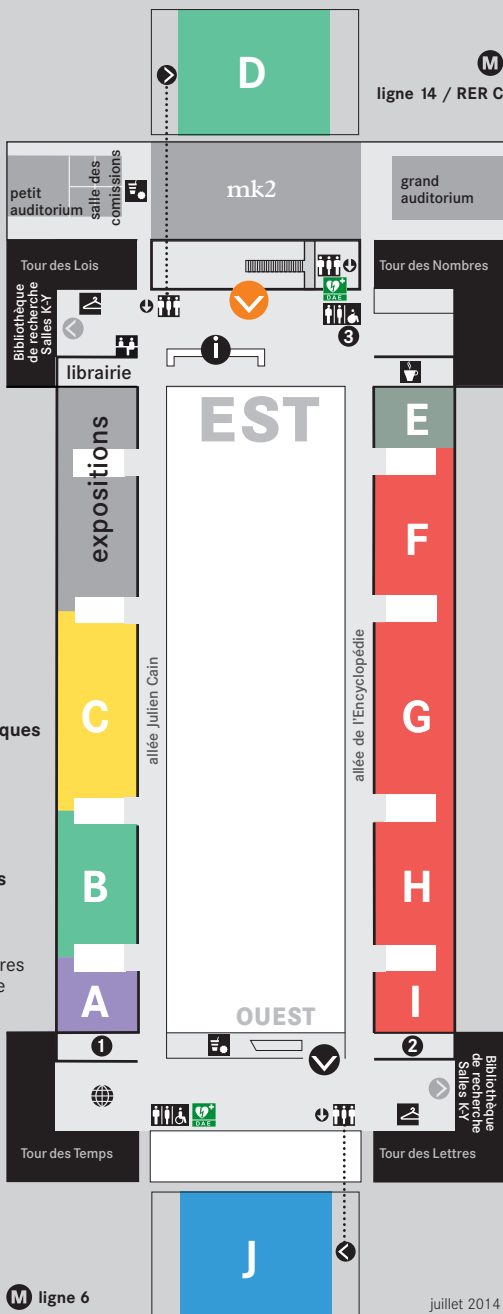 D
M
ligne 14 / RER C
petit
auditorium
salle des
comissions
mk2
grand
auditorium
Tour des Lois
Tour des Nombres
DAE
3
Bibliothèque
de recherche
Salles K-Y
i
librairie
EST
E
expositions
F
allée Julien Cain
allée de l'Encyclopédie
C
G
ques
B
H
s
res
e
A
I
OUEST
1
2
Bibliothèque
de recherche
Salles K-Y
DAE
Tour des Temps
Tour des Lettres
J
M ligne 6
juillet 2014